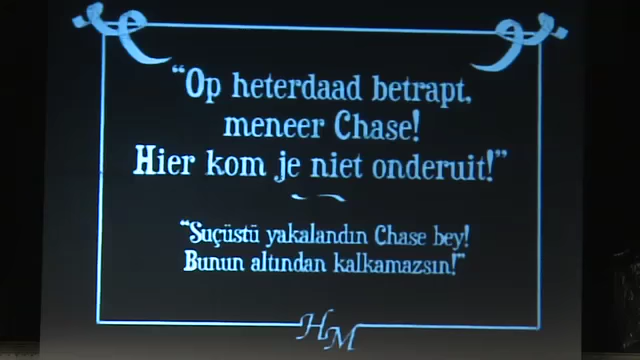 “Op heterdaad betrapt,
meneer Chase!
Hier kom je niet onderuit!”
“Suçüstü yakalandın Chase bey!
Bunun altından kalkamazsın!”
HM